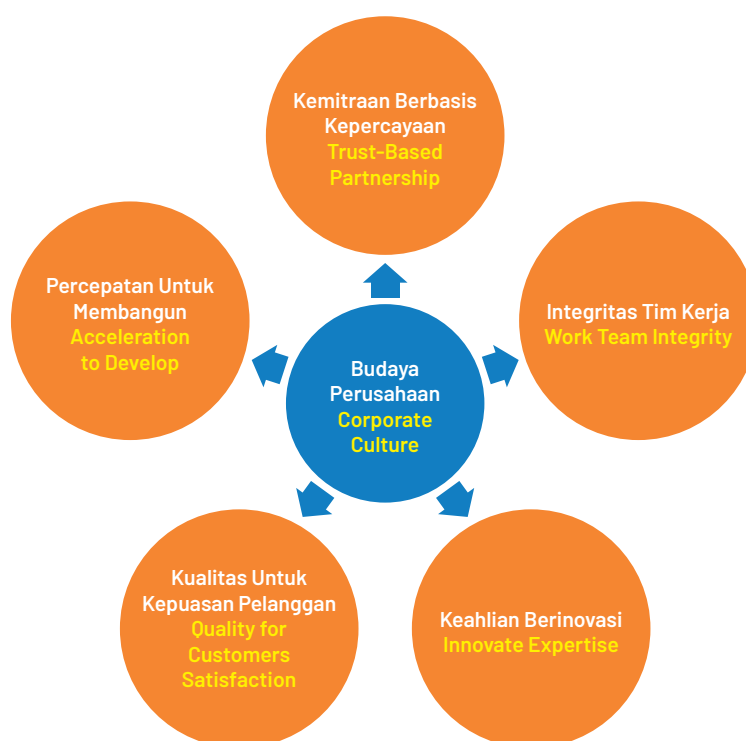 Kemitraan Berbasis
Kepercayaan
Trust-Based
Partnership
Percepatan Untuk
Membangun
Acceleration
to Develop
Integritas Tim Kerja
Work Team Integrity
Budaya
Perusahaan
Corporate
Culture
Kualitas Untuk
Kepuasan Pelanggan
Quality for
Customers
Satisfaction
Keahlian Berinovasi
Innovate Expertise